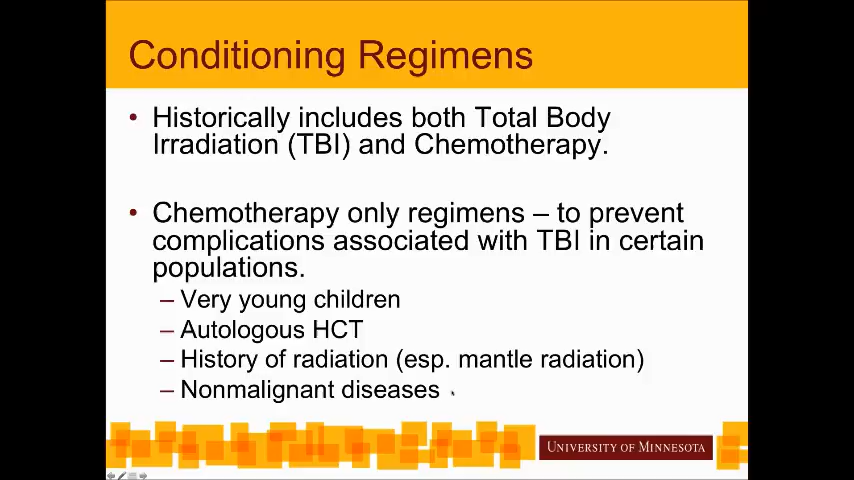 Conditioning Regimens
• Historically includes both Total Body
Irradiation (TBI) and Chemotherapy.
• Chemotherapy only regimens – to prevent
complications associated with TBI in certain
populations.
– Very young children
– Autologous HCT
– History of radiation (esp. mantle radiation)
– Nonmalignant diseases
UNIVERSITY OF MINNESOTA